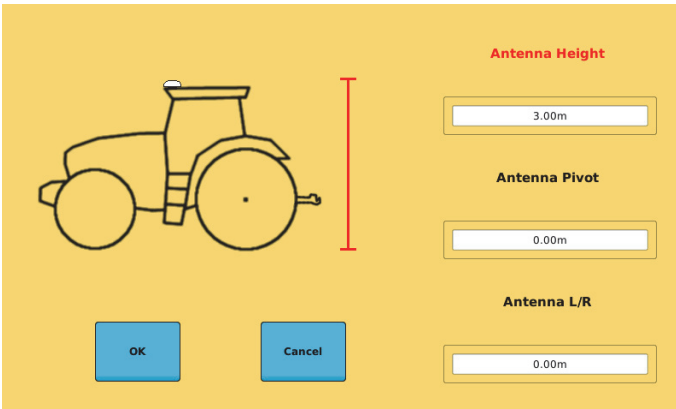 Antenna Height
3.00m
Antenna Pivot
0.00m
Antenna L/R
0.00m
OK
Cancel